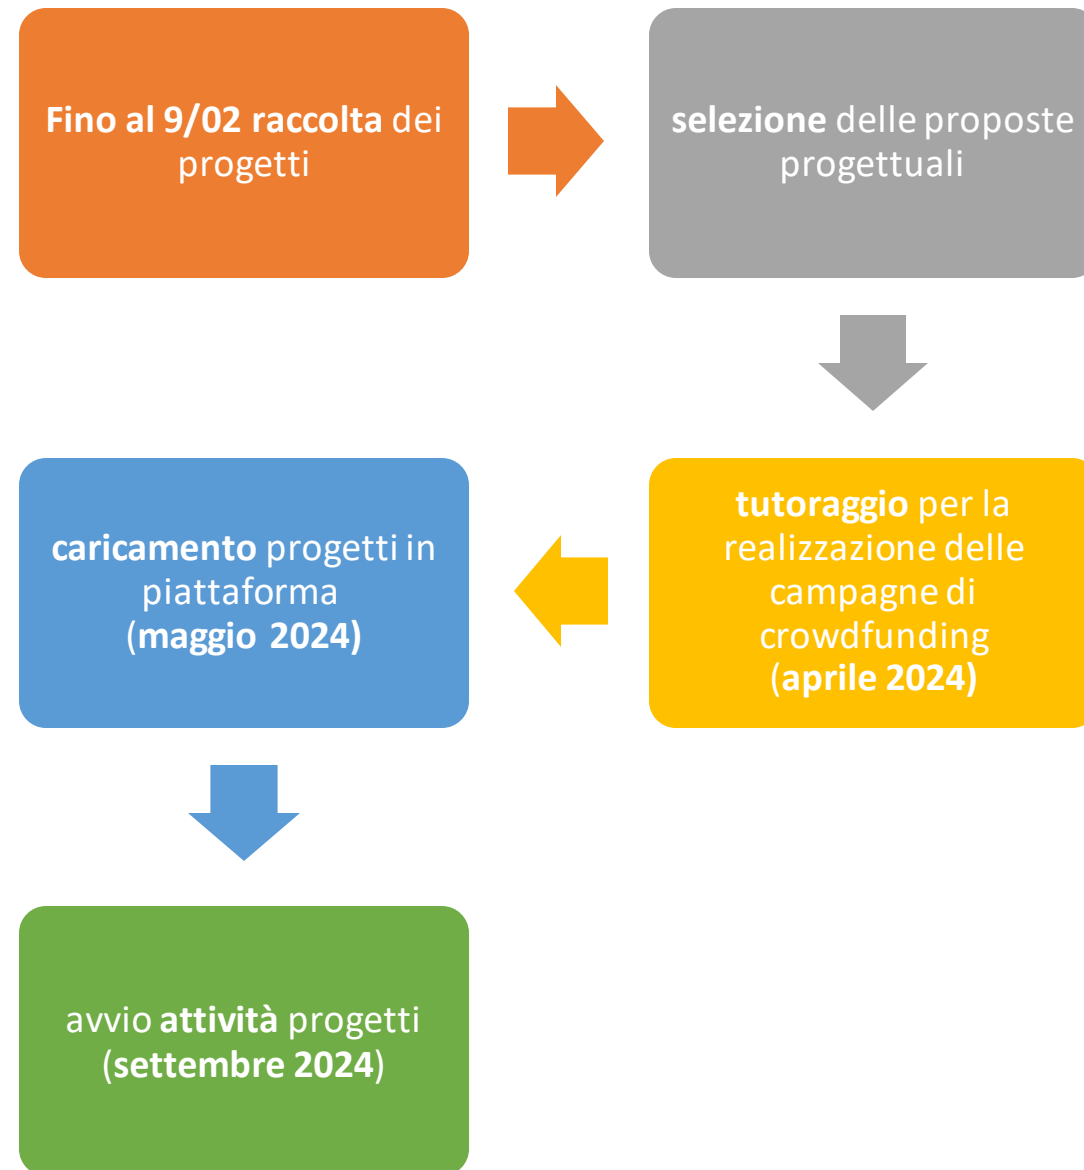 Fino al 9/02 raccolta dei
progetti
selezione delle proposte
progettuali
tutoraggio per la
realizzazione delle
campagne di
crowdfunding
(aprile 2024)
caricamento progetti in
piattaforma
(maggio 2024)
avvio attività progetti
(settembre 2024)